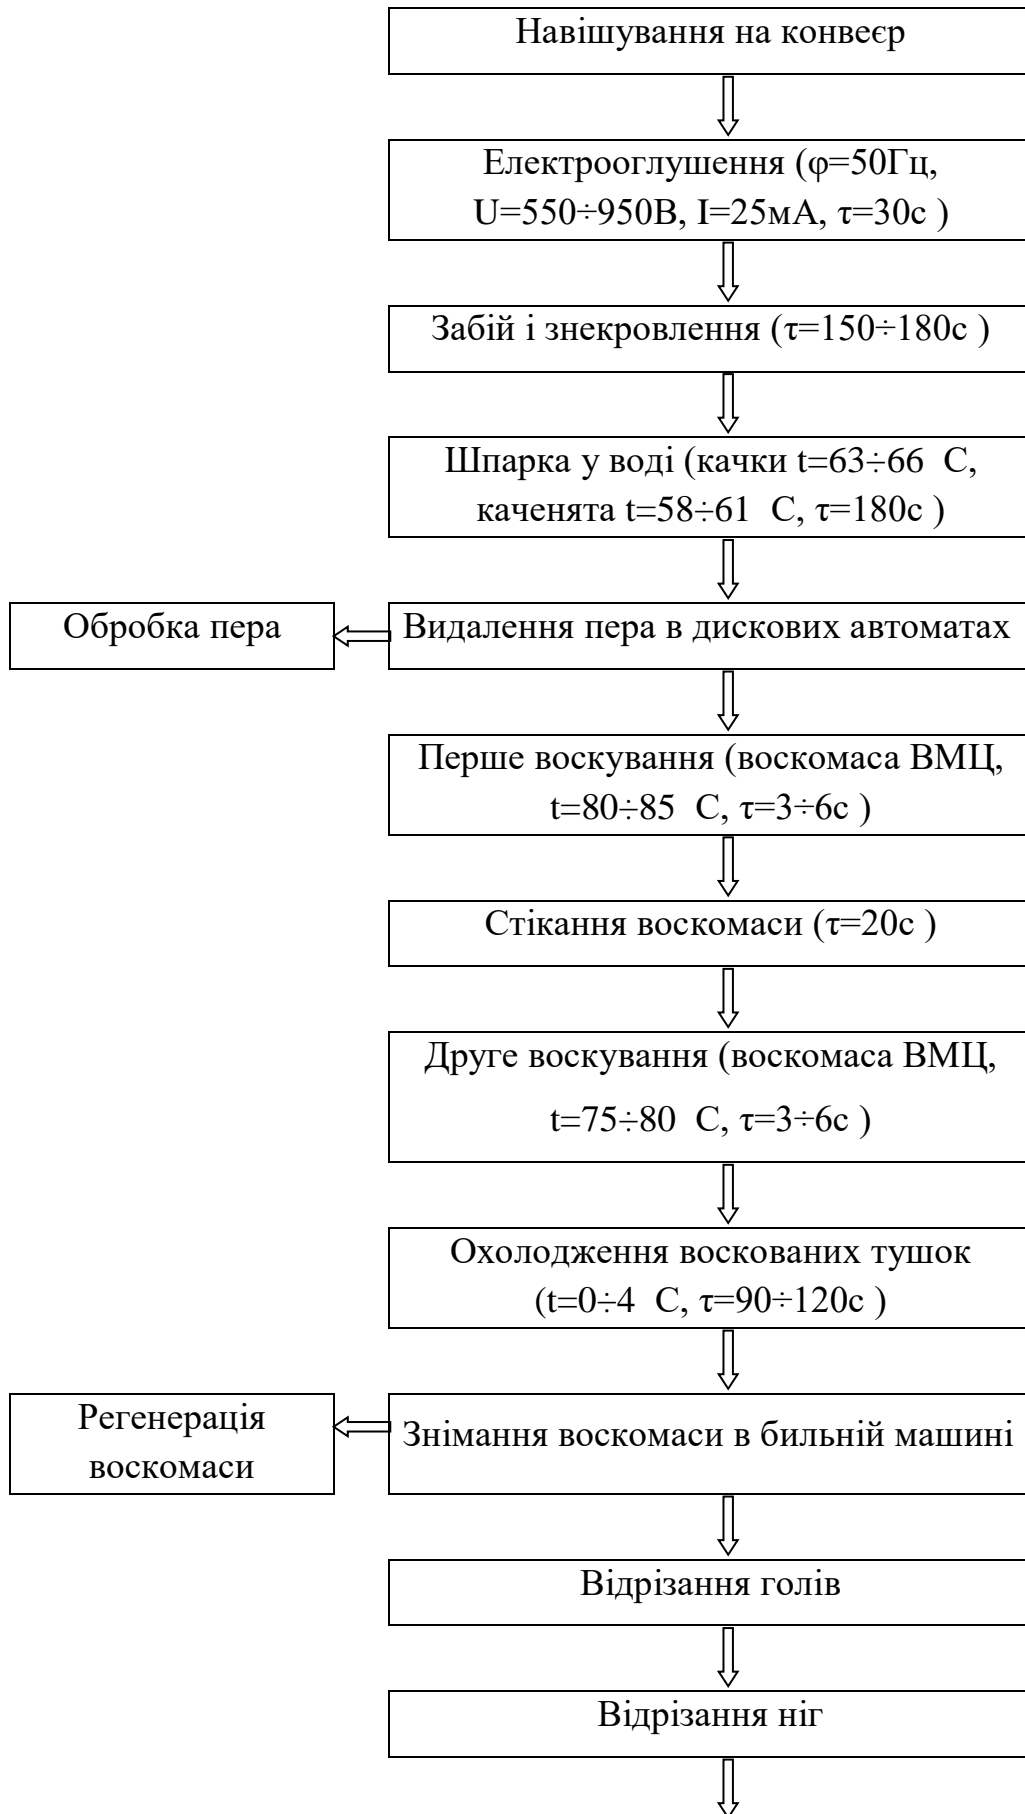 Навішування на конвеєр
Електрооглушення (φ=50Гц,
U=550÷950В, I=25мА, τ=30с )
Забій і знекровлення (τ=150÷180с )
Шпарка у воді (качки t=63÷66  С,
каченята t=58÷61  С, τ=180с )
Обробка пера
Видалення пера в дискових автоматах
Перше воскування (воскомаса ВМЦ,
t=80÷85  С, τ=3÷6с )
Стікання воскомаси (τ=20с )
Друге воскування (воскомаса ВМЦ,
t=75÷80  С, τ=3÷6с )
Охолодження воскованих тушок
(t=0÷4  С, τ=90÷120с )
Регенерація
воскомаси
Знімання воскомаси в бильній машині
Відрізання голів
Відрізання ніг